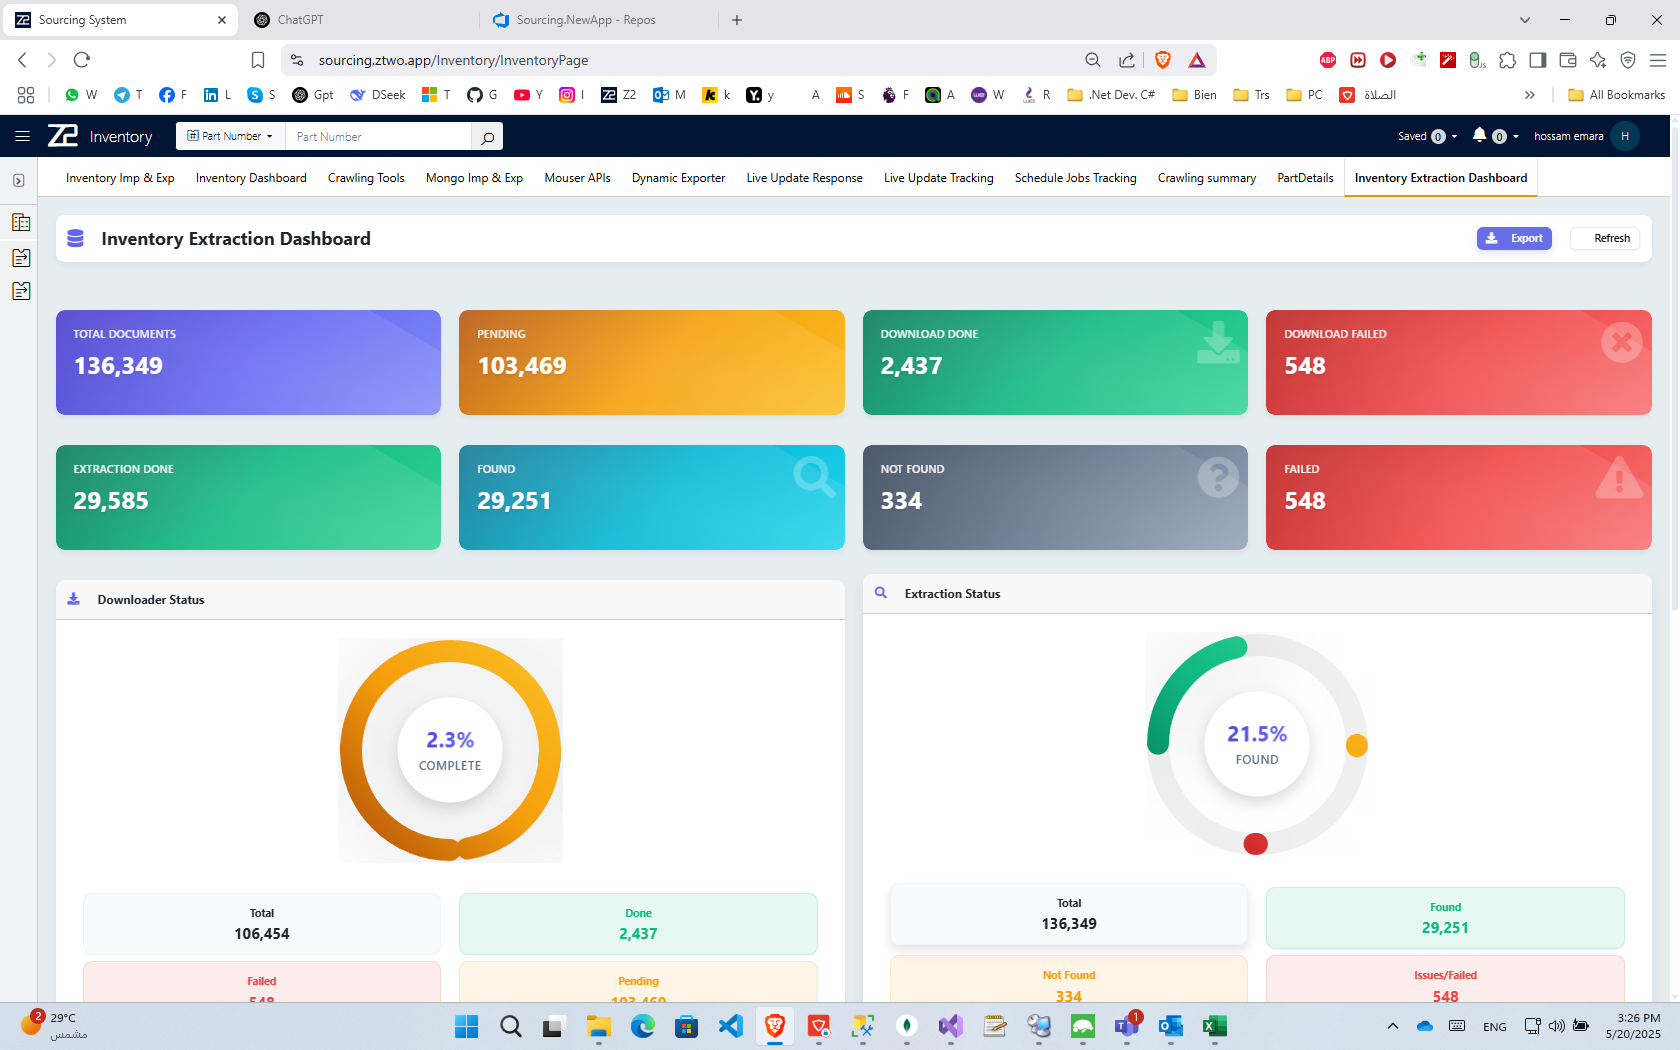 Sourcing System
ChatGPT
Sourcing.NewApp - Repos
sourcing.ztwo.app/Inventory/InventoryPage
W T F L S Gpt DSeek T G Y I Z2 M k y A S F A W R .Net Dev. C# Bien Trs PC الصلاة All Bookmarks
Z2 Inventory Part Number Part Number Saved 0 0 hossam emara H
Inventory Imp & Exp Inventory Dashboard Crawling Tools Mongo Imp & Exp Mouser APIs Dynamic Exporter Live Update Response Live Update Tracking Schedule Jobs Tracking Crawling summary PartDetails Inventory Extraction Dashboard
Inventory Extraction Dashboard Export Refresh
TOTAL DOCUMENTS
136,349
PENDING
103,469
DOWNLOAD DONE
2,437
DOWNLOAD FAILED
548
EXTRACTION DONE
29,585
FOUND
29,251
NOT FOUND
334
FAILED
548
Downloader Status
2.3%
COMPLETE
Total
106,454
Done
2,437
Failed
548
Pending
103,469
Extraction Status
21.5%
FOUND
Total
136,349
Found
29,251
Not Found
334
Issues/Failed
548
2
29°C
مشمس
1
ENG
3:26 PM
5/20/2025